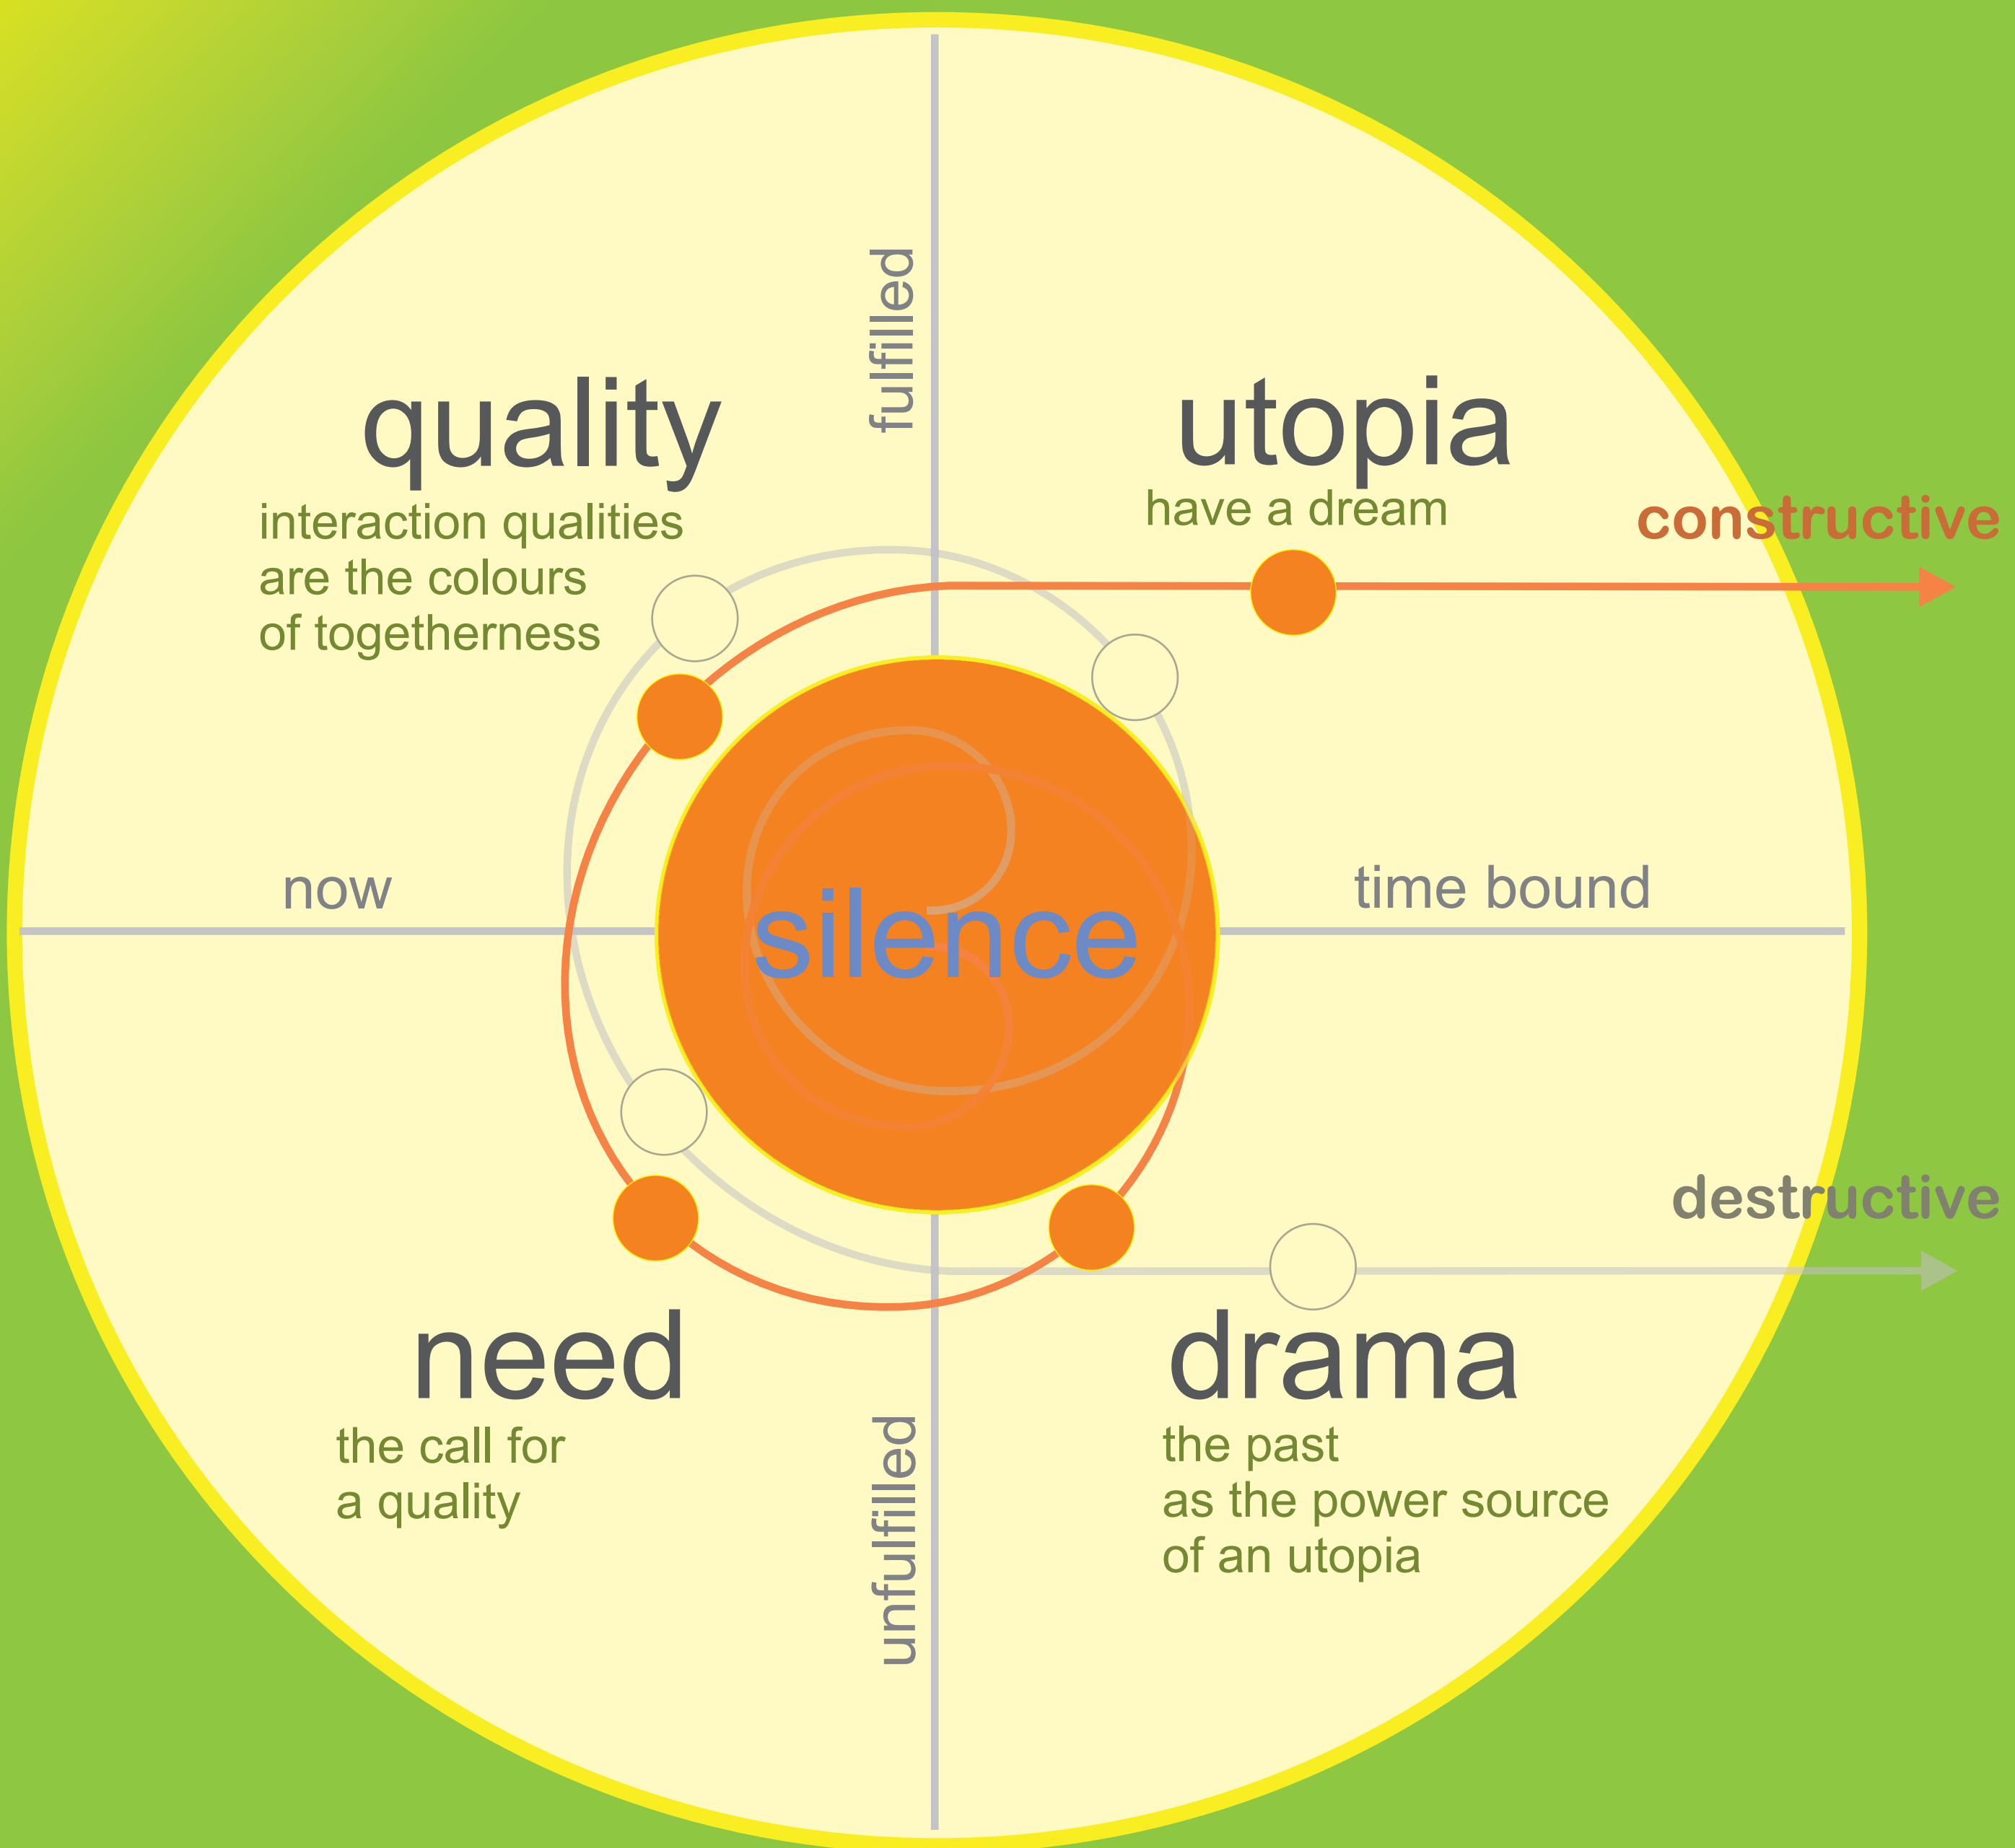 fulfilled
quality
interaction qualities
are the colours
of togetherness
utopia
have a dream
constructive
now
silence
time bound
destructive
need
the call for
a quality
unfulfilled
drama
the past
as the power source
of an utopia